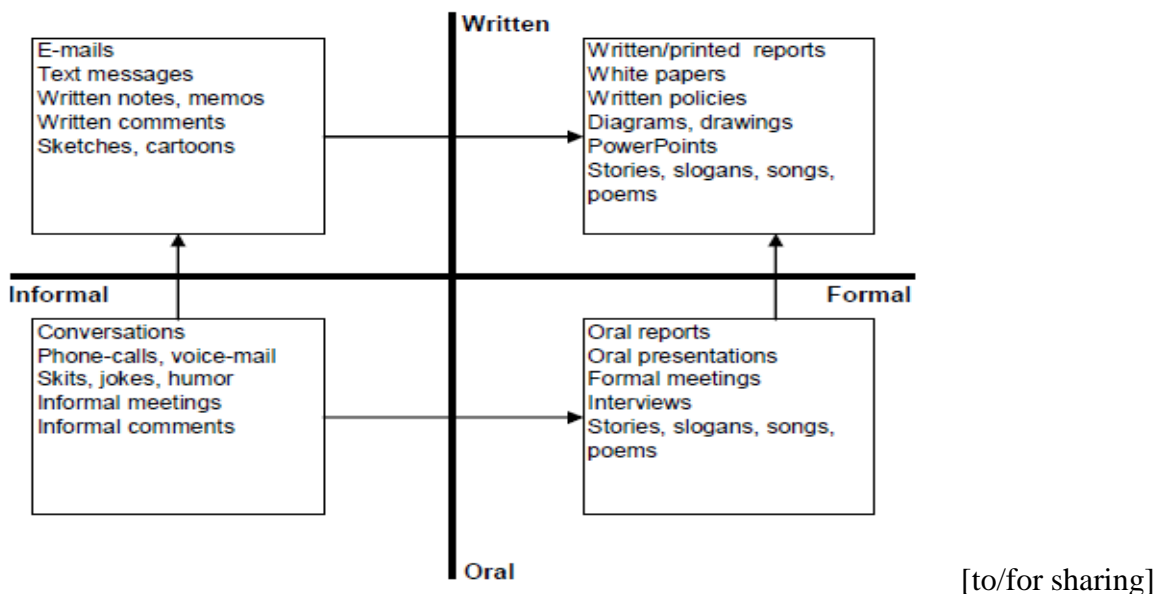 Written
E-mails
Text messages
Written notes, memos
Written comments
Sketches, cartoons
Written/printed reports
White papers
Written policies
Diagrams, drawings
PowerPoints
Stories, slogans, songs,
poems
Informal
Formal
Conversations
Phone-calls, voice-mail
Skits, jokes, humor
Informal meetings
Informal comments
Oral reports
Oral presentations
Formal meetings
Interviews
Stories, slogans, songs,
poems
Oral
[to/for sharing]